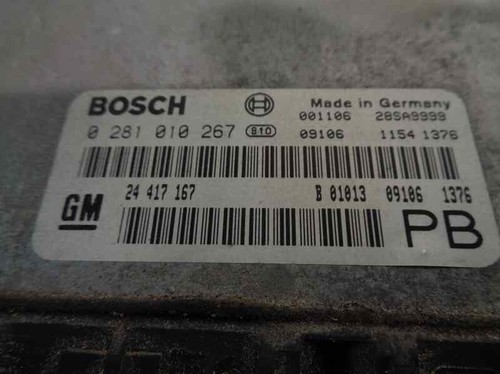 BOSCH Made in Germany
001106 28SA9999
0 281 010 267 810 09106 1154 1376
GM 24 417 167 B 01013 09106 1376
PB